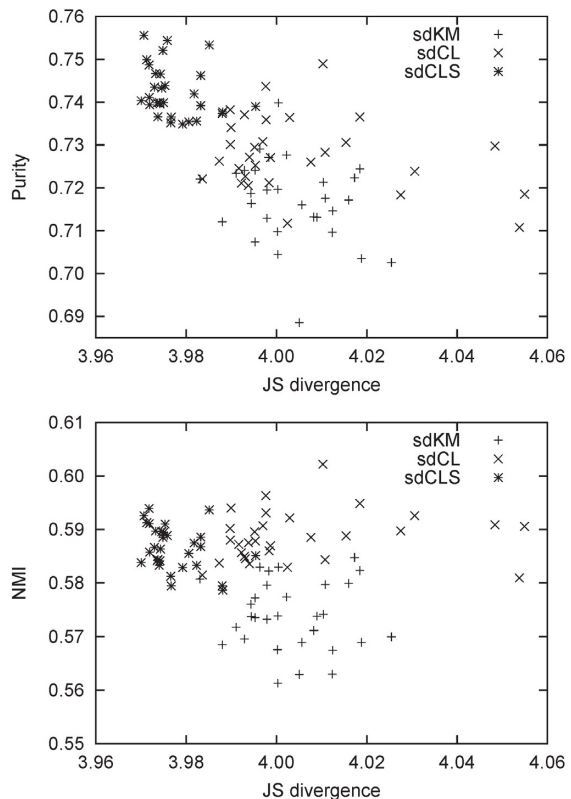 0.76
0.75
0.74
0.73
0.72
0.71
0.70
0.69
Purity
sdKM +
sdCL ×
sdCLS ∗
3.96 3.98 4.00 4.02 4.04 4.06
JS divergence
0.61
0.60
0.59
0.58
0.57
0.56
0.55
NMI
sdKM +
sdCL ×
sdCLS ∗
3.96 3.98 4.00 4.02 4.04 4.06
JS divergence